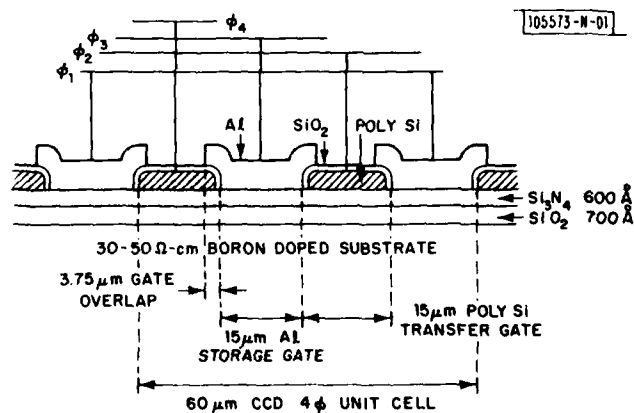 105573-N-01
ϕ4
ϕ3
ϕ2
ϕ1
Al
SiO2
POLY Si
Si3N4 600 Å
SiO2 700 Å
30-50 Ω-cm BORON DOPED SUBSTRATE
3.75 μm GATE
OVERLAP
15 μm Al
STORAGE GATE
15 μm POLY Si
TRANSFER GATE
60 μm CCD 4ϕ UNIT CELL